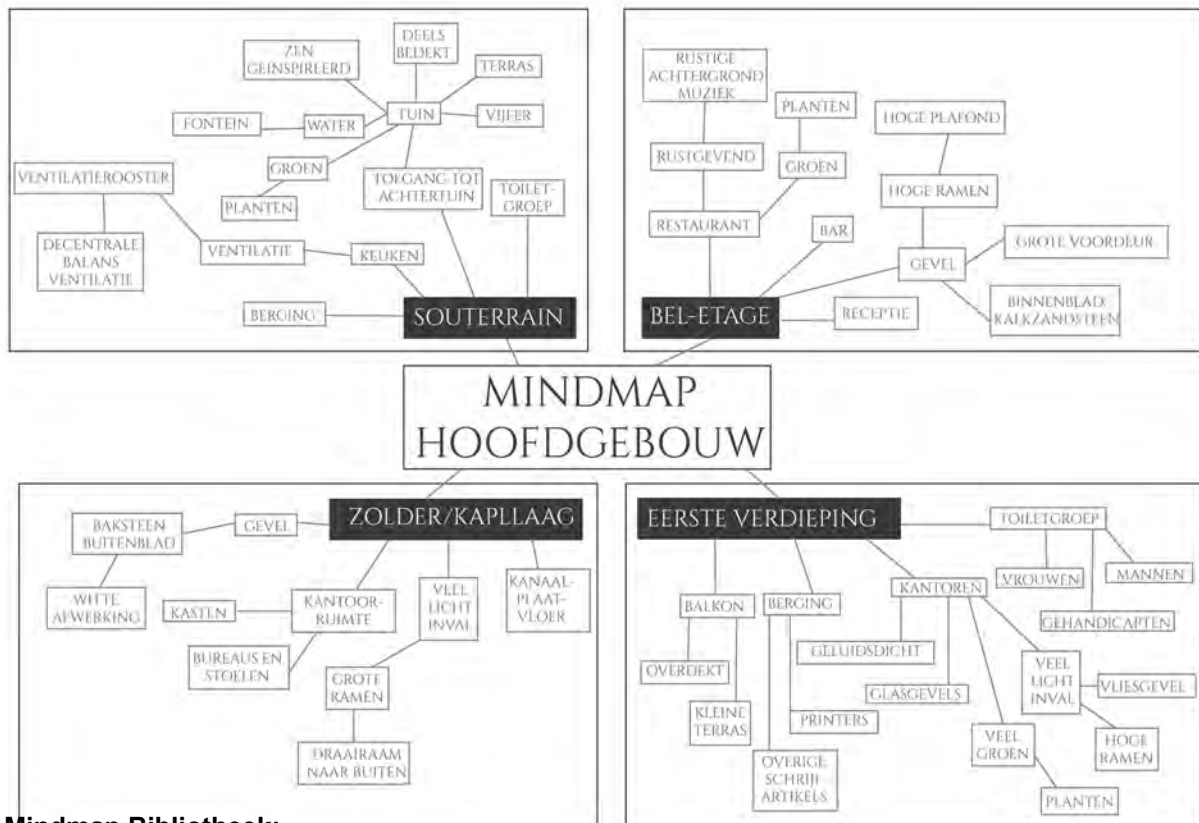 DEELS
BEDEKT
ZEN
GEINSPIREERD
TERRAS
TUIN
VIJFER
WATER
FONTEIN
GROEN
PLANTEN
TOEGANG TOT
ACHTERTUIN
TOILET-
GROEP
VENTILATIEROOSTER
DECENTRALE
BALANS
VENTILATIE
VENTILATIE
KEUKEN
BERGING
SOUTERRAIN
RUSTIGE
ACHTERGROND
MUZIEK
PLANTEN
HOGE PLAFOND
RUSTGEVEND
GROEN
HOGE RAMEN
RESTAURANT
BAR
GROTE VOORDEUR
GEVEL
BINNENBLAD:
KALKZANDSTEEN
RECEPTIE
BEL-ETAGE
MINDMAP
HOOFDGEBOUW
ZOLDER/KAPLLAAG
GEVEL
BAKSTEEN
BUITENBLAD
WITTE
AFWERKING
KASTEN
KANTOOR-
RUIMTE
BUREAUS EN
STOELEN
VEEL
LICHT
INVAL
KANAAL-
PLAAT-
VLOER
GROTE
RAMEN
DRAAIRAAM
NAAR BUITEN
EERSTE VERDIEPING
TOILETGROEP
VROUWEN
MANNEN
GEHANDICAPTEN
KANTOREN
BALKON
BERGING
OVERDEKT
KLEINE
TERRAS
GELUIDSDICHT
GLASGEVELS
PRINTERS
OVERIGE
SCHRIJF
ARTIKELS
VEEL
LICHT
INVAL
VLIESGEVEL
HOGE
RAMEN
VEEL
GROEN
PLANTEN
Mindmap Bibliotheek: